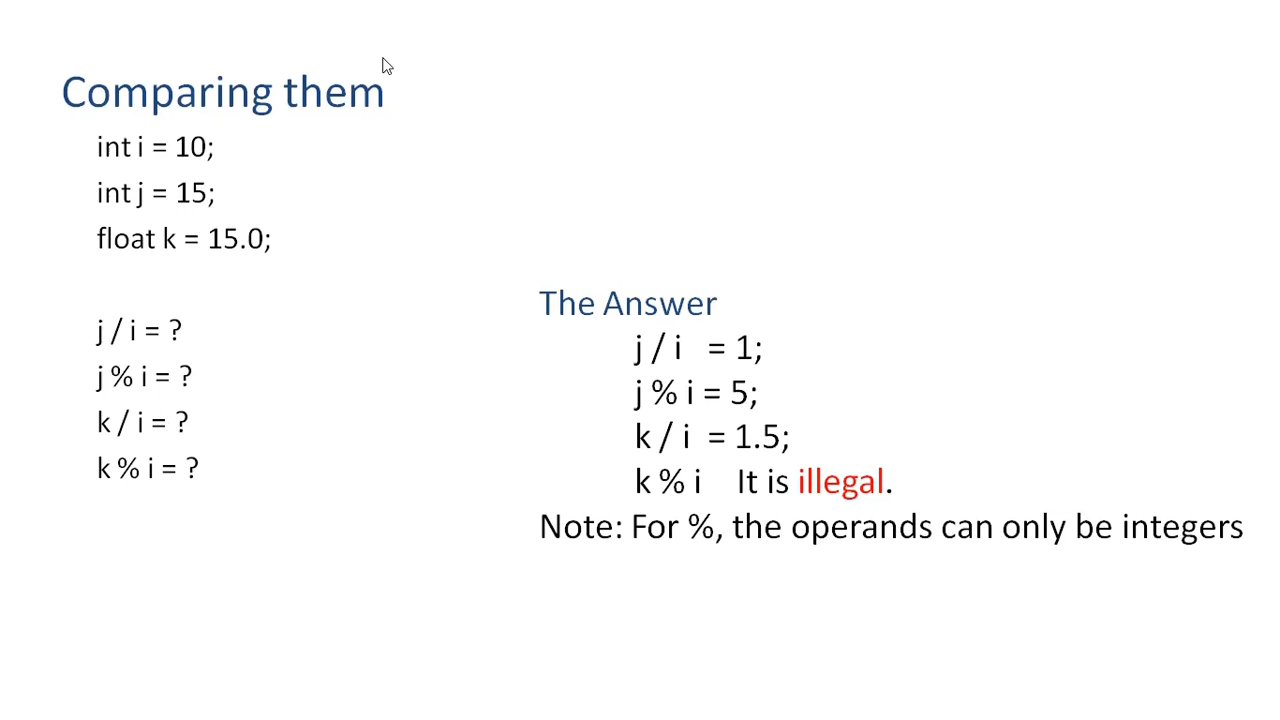 Comparing them
int i = 10;
int j = 15;
float k = 15.0;
j / i = ?
j % i = ?
k / i = ?
k % i = ?
The Answer
j / i = 1;
j % i = 5;
k / i = 1.5;
k % i It is illegal.
Note: For %, the operands can only be integers